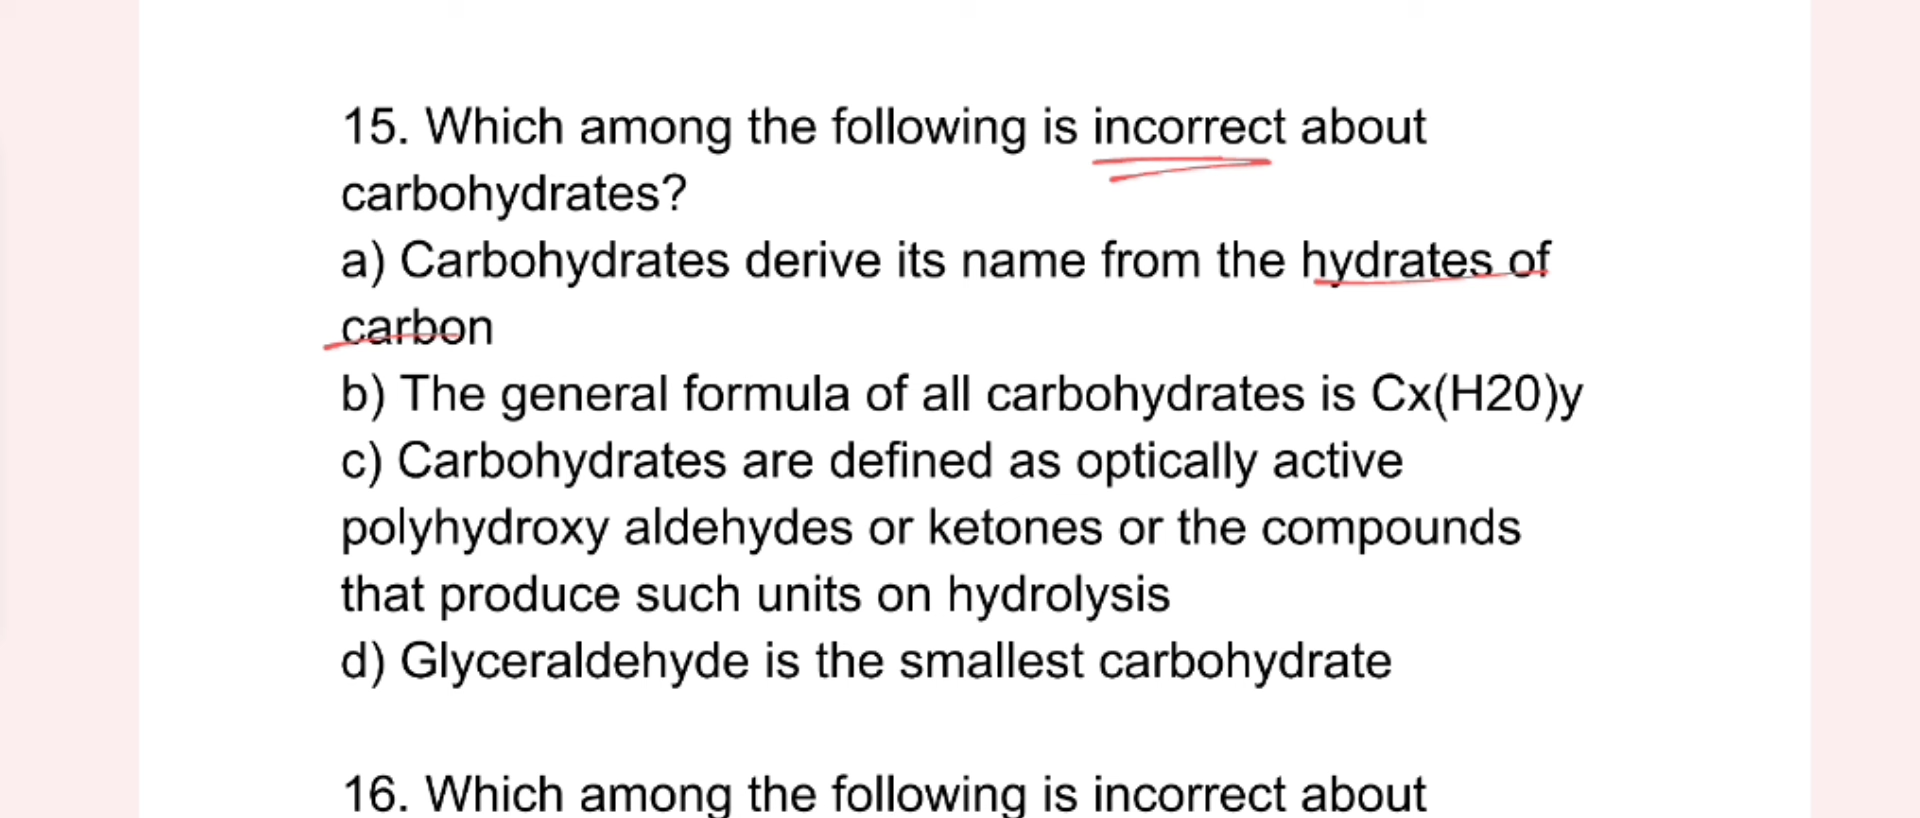 15. Which among the following is incorrect about
carbohydrates?
a) Carbohydrates derive its name from the hydrates of
carbon
b) The general formula of all carbohydrates is Cx(H20)y
c) Carbohydrates are defined as optically active
polyhydroxy aldehydes or ketones or the compounds
that produce such units on hydrolysis
d) Glyceraldehyde is the smallest carbohydrate
16. Which among the following is incorrect about